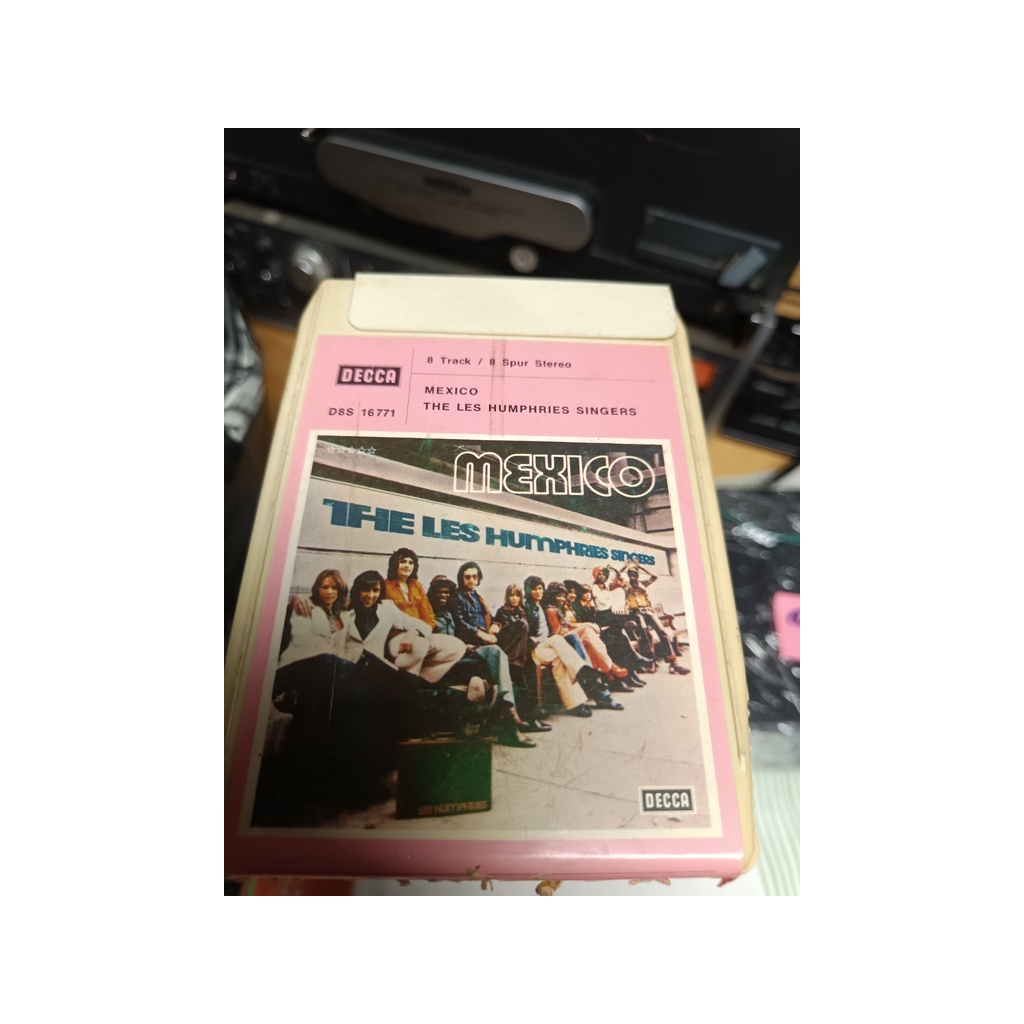 8 Track / 8 Spur Stereo
DECCA
MEXICO
D8S 16771
THE LES HUMPHRIES SINGERS
MEXICO
THE LES HUMPHRIES SINGERS
DECCA
LES HUMPHRIES